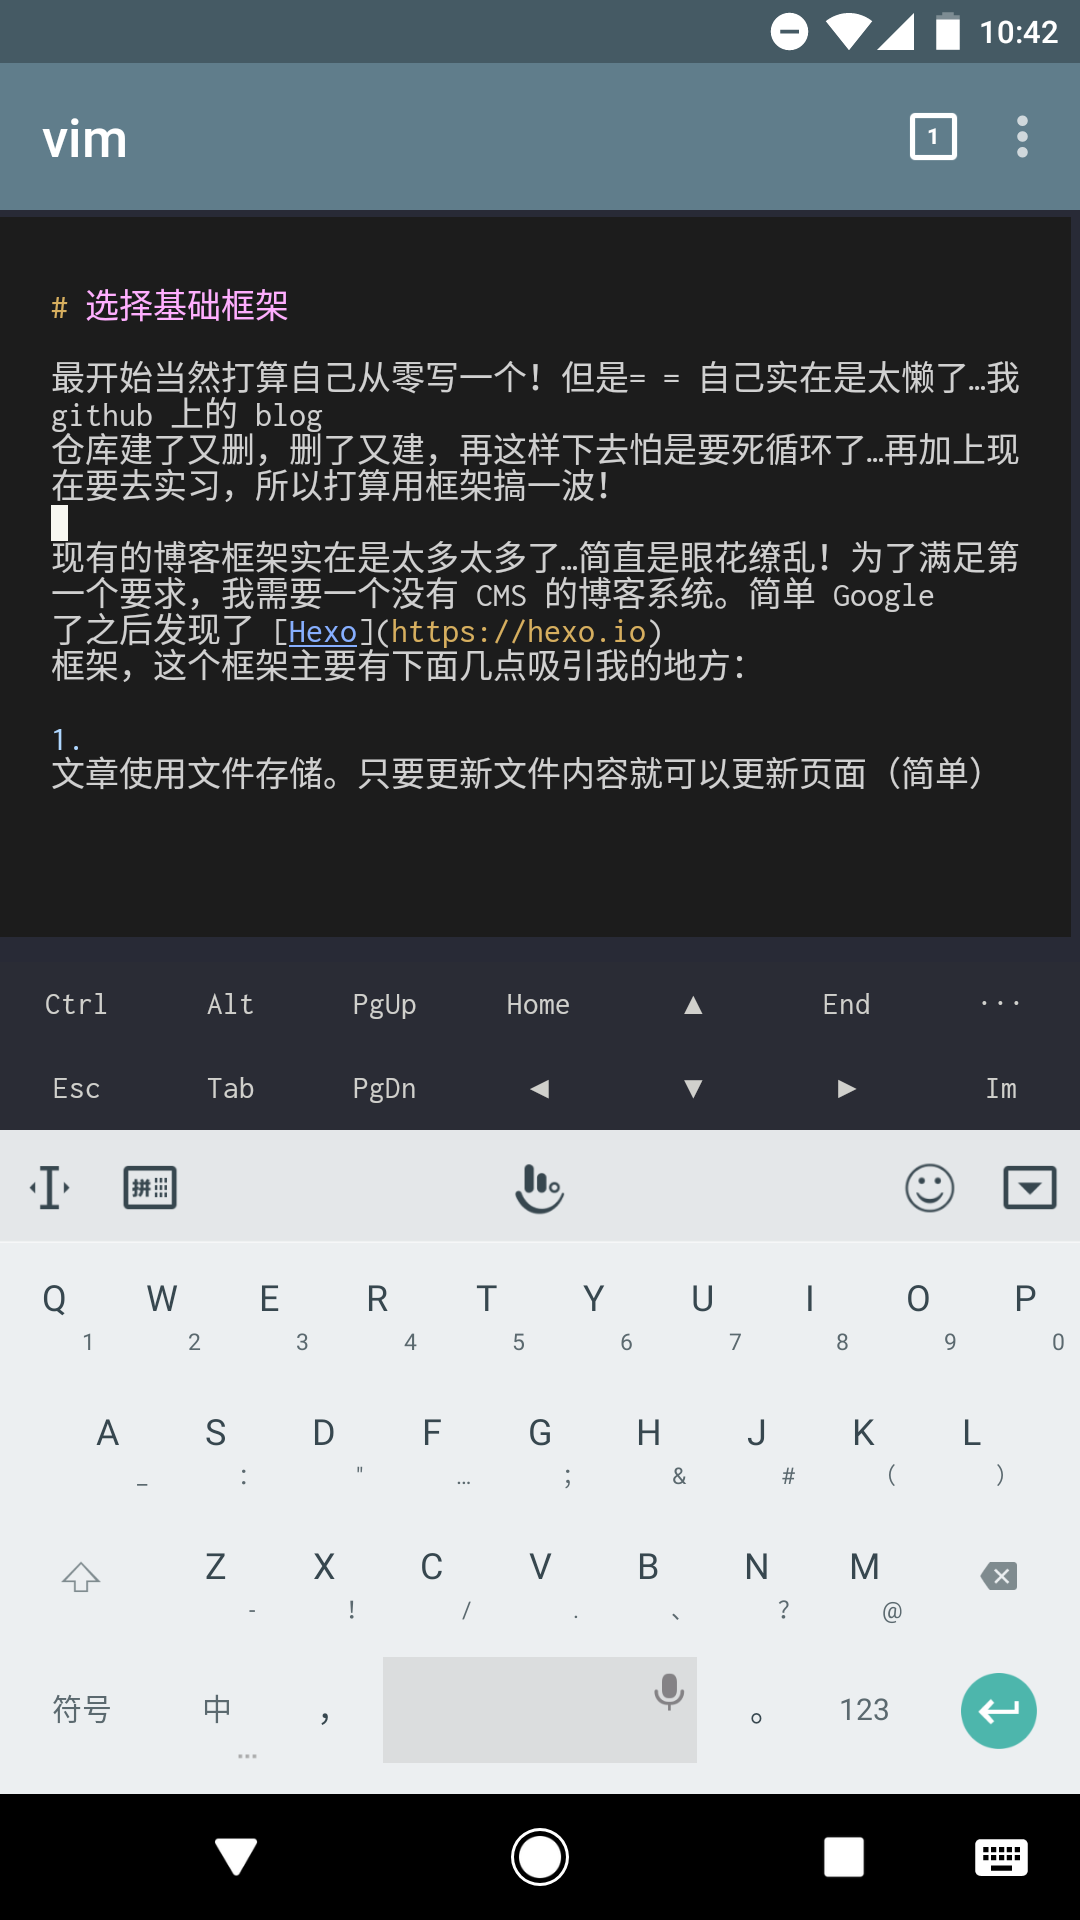 10:42
vim
1
# 选择基础框架
最开始当然打算自己从零写一个！但是= = 自己实在是太懒了…我
github 上的 blog
仓库建了又删，删了又建，再这样下去怕是要死循环了…再加上现
在要去实习，所以打算用框架搞一波！
现有的博客框架实在是太多太多了…简直是眼花缭乱！为了满足第
一个要求，我需要一个没有 CMS 的博客系统。简单 Google
了之后发现了 [Hexo](https://hexo.io)
框架，这个框架主要有下面几点吸引我的地方：
1.
文章使用文件存储。只要更新文件内容就可以更新页面（简单）
Ctrl Alt PgUp Home ▲ End ···
Esc Tab PgDn ◀ ▼ ▶ Im
拼
Q W E R T Y U I O P
1 2 3 4 5 6 7 8 9 0
A S D F G H J K L
_ : " … ; & # ( )
Z X C V B N M
- ! / . 、 ? @
符号 中 ， 。 123
...